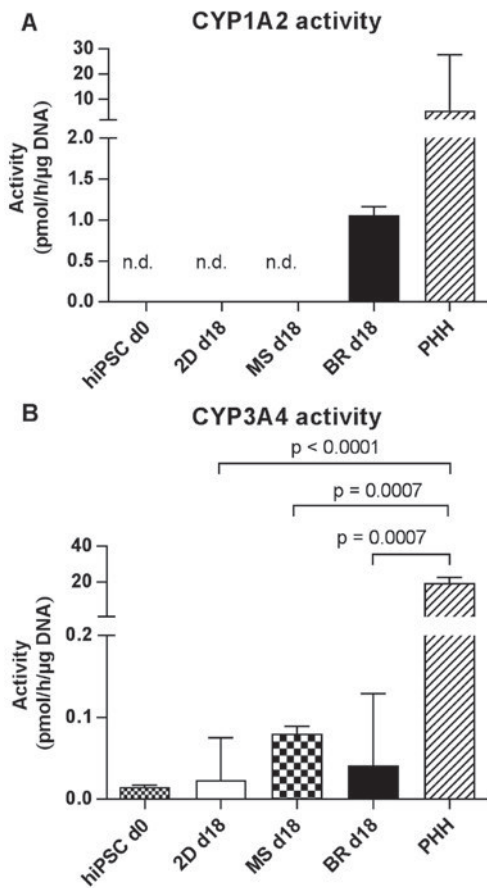 A
CYP1A2 activity
Activity
(pmol/h/µg DNA)
30
20
10
2.0
1.5
1.0
0.5
0.0
n.d. n.d. n.d.
hiPSC d0 2D d18 MS d18 BR d18 PHH
B
CYP3A4 activity
p < 0.0001
p = 0.0007
p = 0.0007
Activity
(pmol/h/µg DNA)
40
20
0.2
0.1
0.0
hiPSC d0 2D d18 MS d18 BR d18 PHH